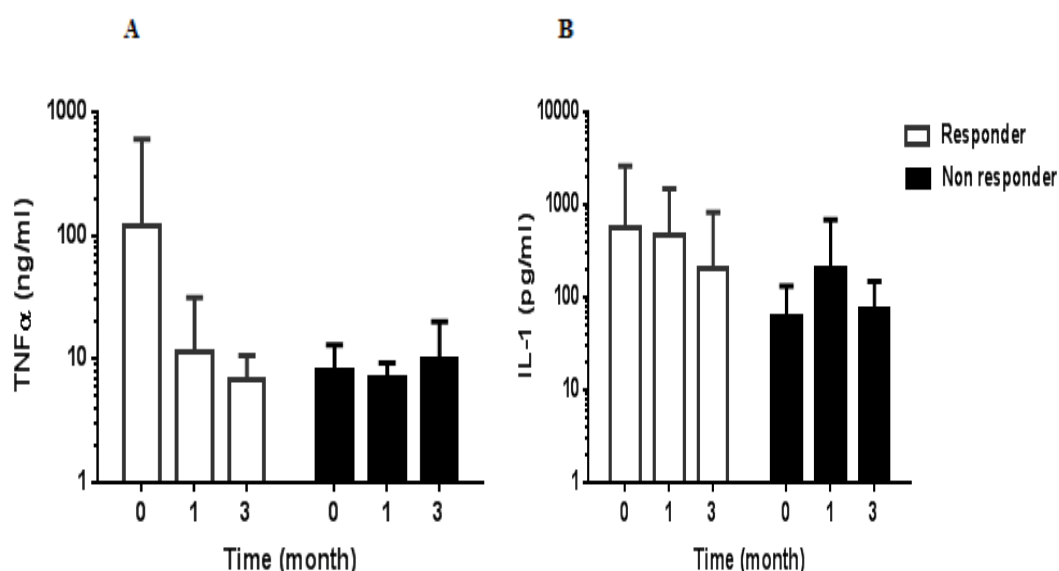 A
TNFα (ng/ml)
1000
100
10
1
0 1 3 0 1 3
Time (month)
B
IL-1 (pg/ml)
10000
1000
100
10
1
0 1 3 0 1 3
Time (month)
Responder
Non responder